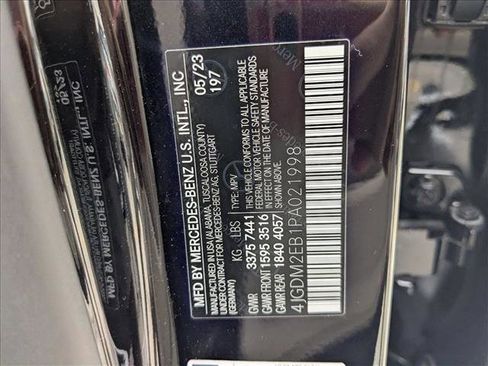 MFD BY MERCEDES-BENZ U.S. INTL., INC
MANUFACTURED IN USA (ALABAMA, TUSCALOOSA COUNTY)
UNDER CONTRACT FOR MERCEDES-BENZ AG, STUTTGART
(GERMANY)
05/23
197
TYPE: MPV
KG LBS
GVWR 3375 7441
GAWR FRONT 1595 3516
GAWR REAR 1840 4057
THIS VEHICLE CONFORMS TO ALL APPLICABLE
FEDERAL MOTOR VEHICLE SAFETY STANDARDS
IN EFFECT ON THE DATE OF MANUFACTURE
SHOWN ABOVE.
4JGDM2EB1PA021998